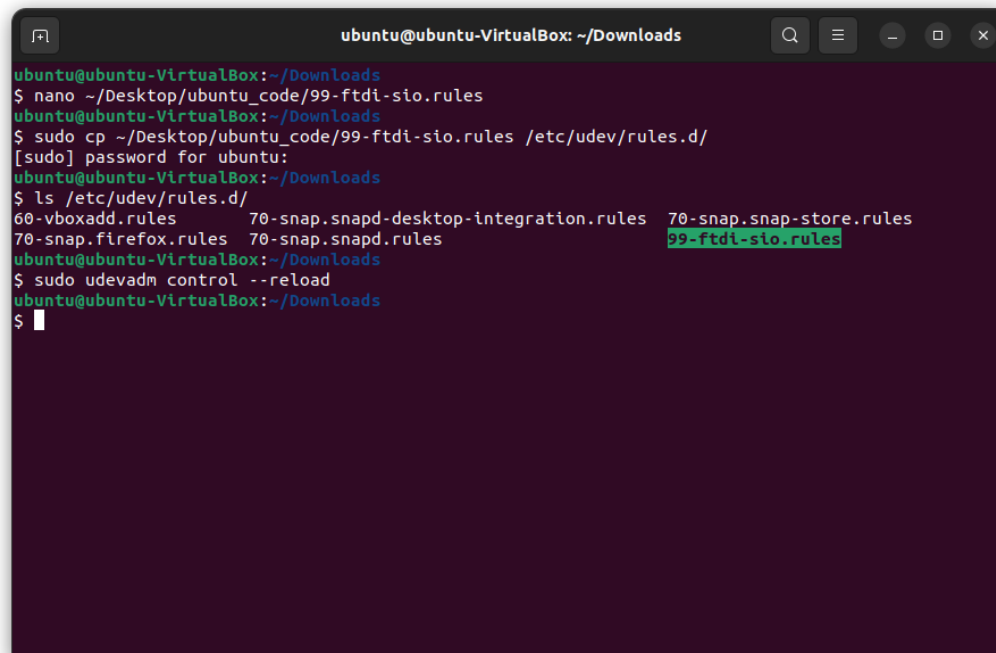 ubuntu@ubuntu-VirtualBox: ~/Downloads
ubuntu@ubuntu-VirtualBox:~/Downloads
$ nano ~/Desktop/ubuntu_code/99-ftdi-sio.rules
ubuntu@ubuntu-VirtualBox:~/Downloads
$ sudo cp ~/Desktop/ubuntu_code/99-ftdi-sio.rules /etc/udev/rules.d/
[sudo] password for ubuntu:
ubuntu@ubuntu-VirtualBox:~/Downloads
$ ls /etc/udev/rules.d/
60-vboxadd.rules 70-snap.snapd-desktop-integration.rules 70-snap.snap-store.rules
70-snap.firefox.rules 70-snap.snapd.rules 99-ftdi-sio.rules
ubuntu@ubuntu-VirtualBox:~/Downloads
$ sudo udevadm control --reload
ubuntu@ubuntu-VirtualBox:~/Downloads
$